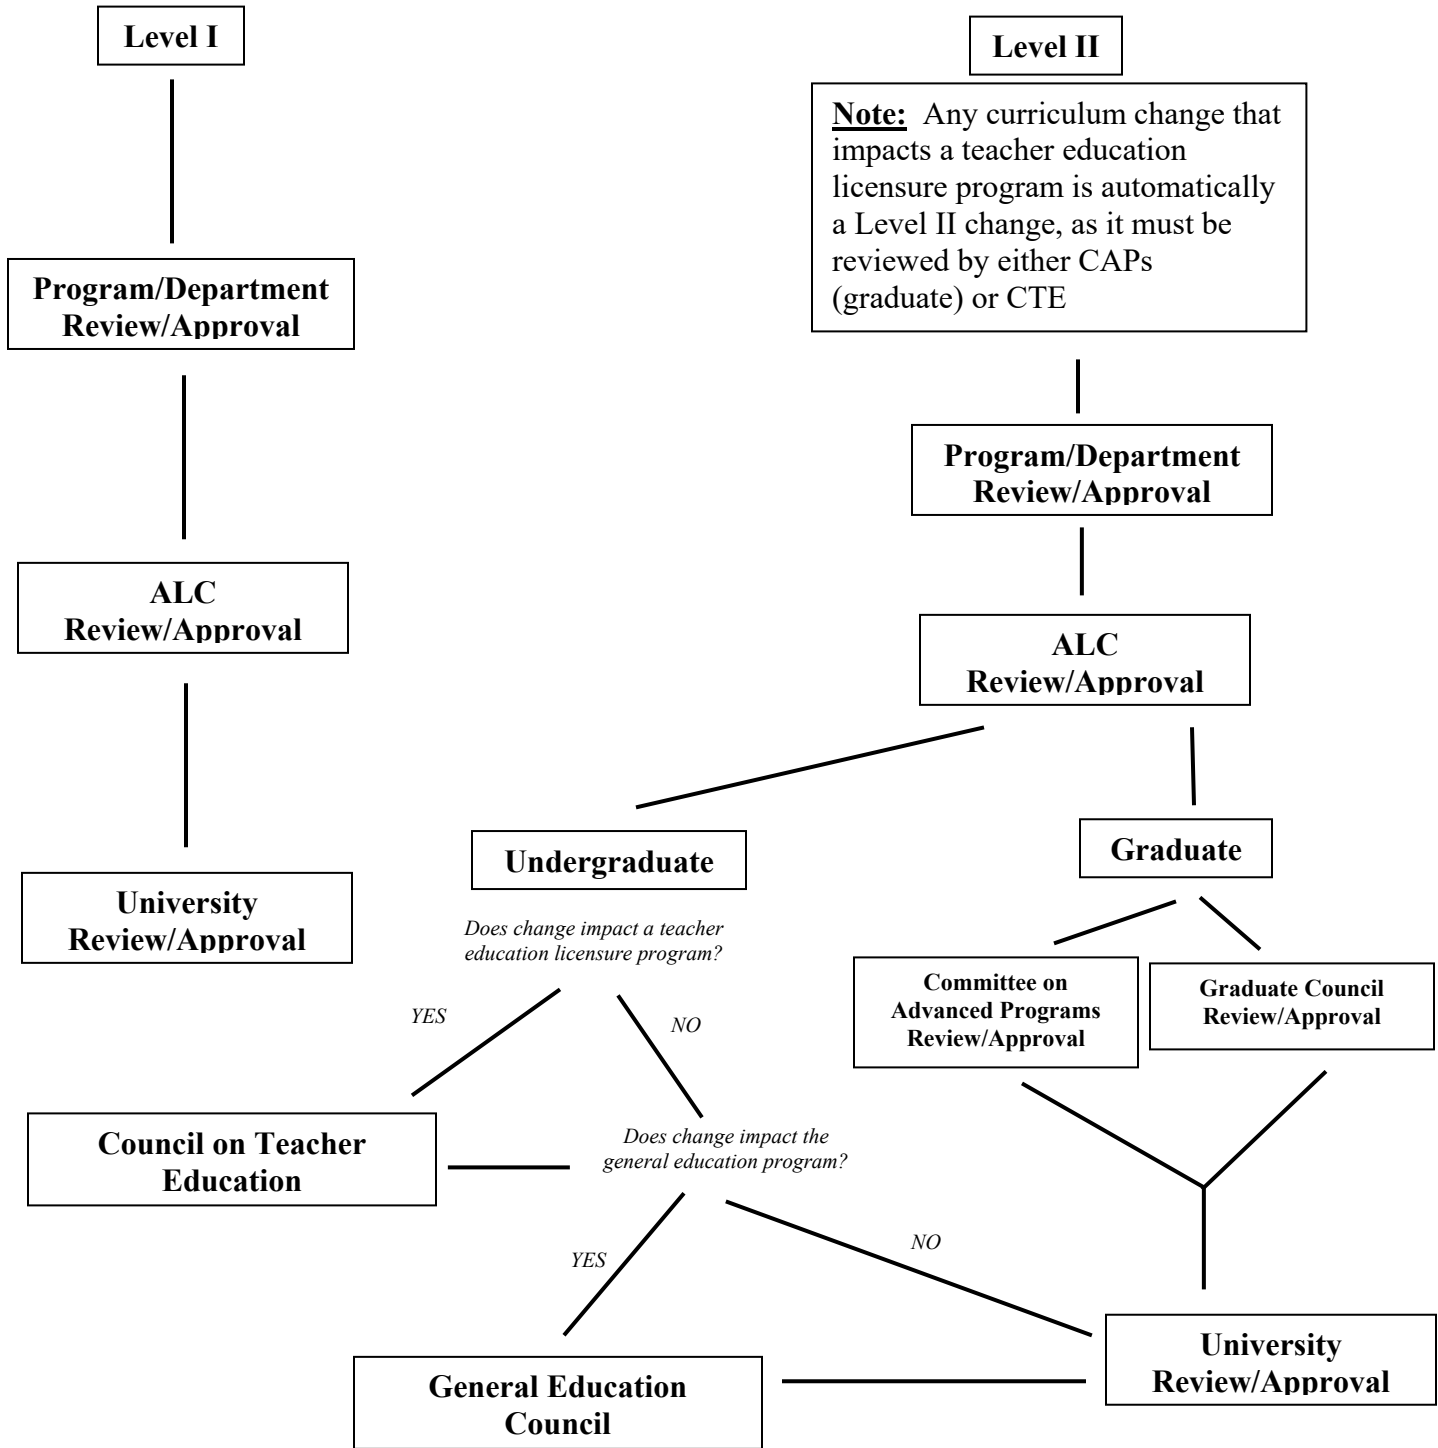 Level I
Program/Department
Review/Approval
ALC
Review/Approval
University
Review/Approval
Level II
Note: Any curriculum change that
impacts a teacher education
licensure program is automatically
a Level II change, as it must be
reviewed by either CAPs
(graduate) or CTE
Program/Department
Review/Approval
ALC
Review/Approval
Undergraduate
Graduate
Does change impact a teacher
education licensure program?
YES
NO
Committee on
Advanced Programs
Review/Approval
Graduate Council
Review/Approval
Council on Teacher
Education
Does change impact the
general education program?
YES
NO
General Education
Council
University
Review/Approval